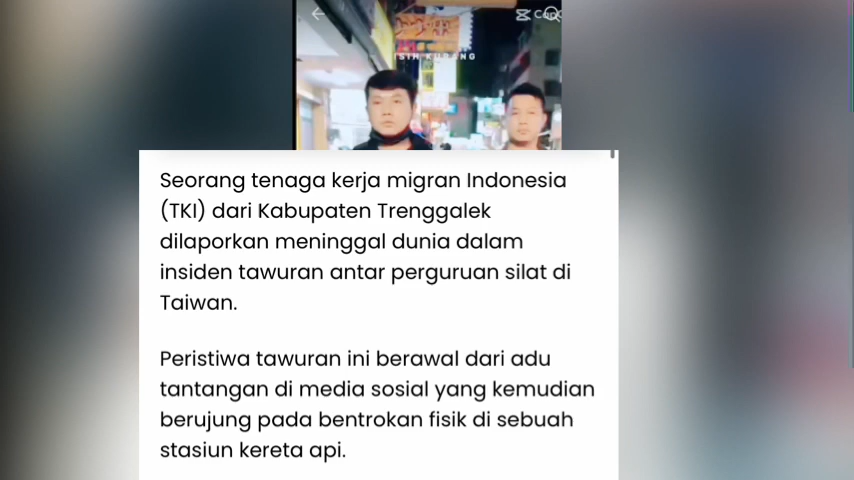 Seorang tenaga kerja migran Indonesia
(TKI) dari Kabupaten Trenggalek
dilaporkan meninggal dunia dalam
insiden tawuran antar perguruan silat di
Taiwan.
Peristiwa tawuran ini berawal dari adu
tantangan di media sosial yang kemudian
berujung pada bentrokan fisik di sebuah
stasiun kereta api.